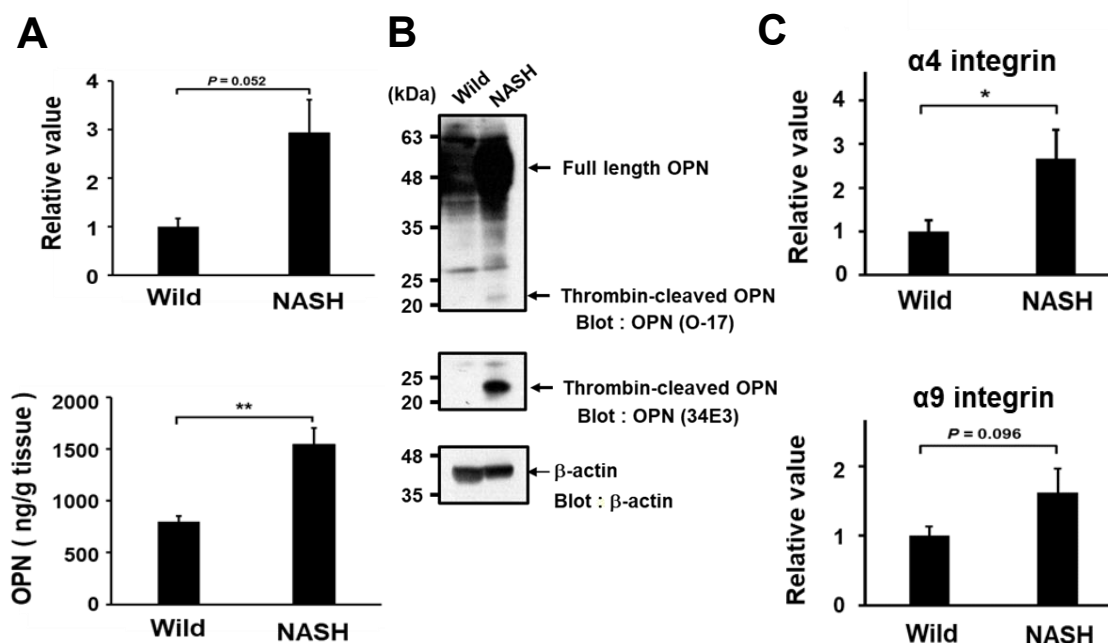 A
P = 0.052
4
3
2
1
0
Relative value
Wild NASH
**
2000
1500
1000
500
0
OPN ( ng/g tissue )
Wild NASH
B
(kDa)
Wild NASH
63
48
35
25
20
Full length OPN
Thrombin-cleaved OPN
Blot : OPN (O-17)
25
20
Thrombin-cleaved OPN
Blot : OPN (34E3)
48
35
β-actin
Blot : β-actin
C
α4 integrin
*
4
3
2
1
0
Relative value
Wild NASH
α9 integrin
P = 0.096
2
1
0
Relative value
Wild NASH